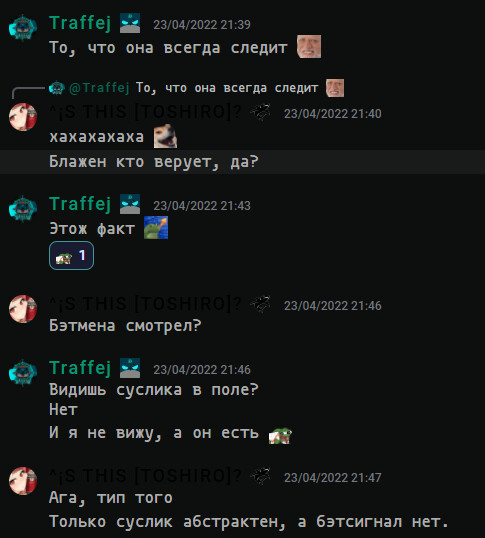 Traffej 23/04/2022 21:39
То, что она всегда следит
@Traffej То, что она всегда следит
^¡S THIS [TOSHIRO]? 23/04/2022 21:40
хахахахаха
Блажен кто верует, да?
Traffej 23/04/2022 21:43
Этож факт
1
^¡S THIS [TOSHIRO]? 23/04/2022 21:46
Бэтмена смотрел?
Traffej 23/04/2022 21:46
Видишь суслика в поле?
Нет
И я не вижу, а он есть
^¡S THIS [TOSHIRO]? 23/04/2022 21:47
Ага, тип того
Только суслик абстрактен, а бэтсигнал нет.